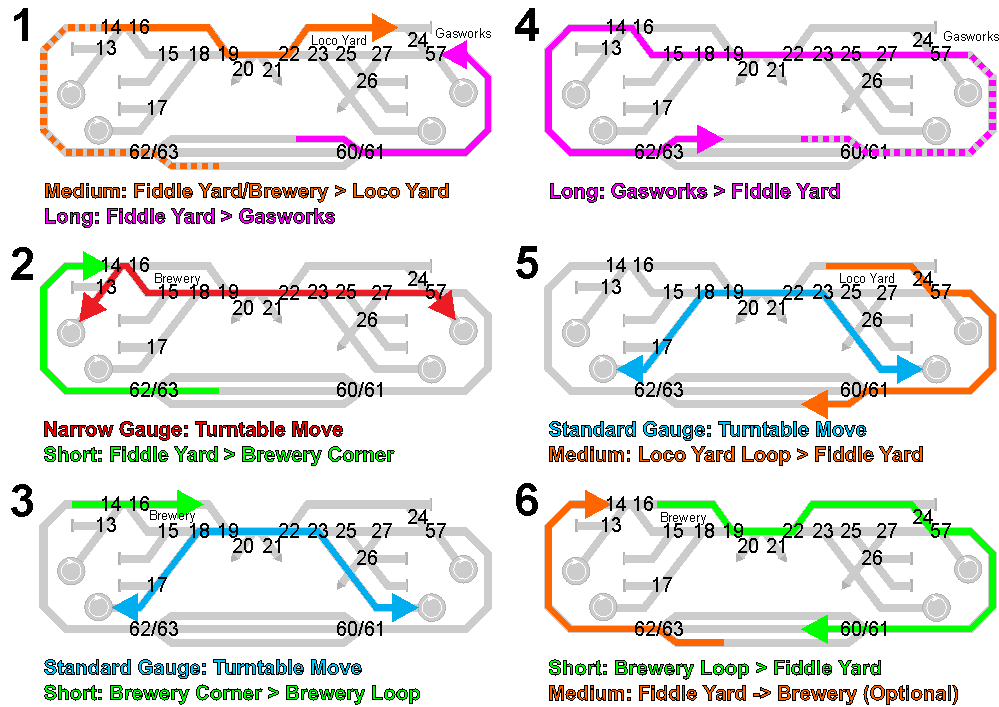 1
14 16
Loco Yard
24
Gasworks
13 15 18 19 22 23 25 27 57
20 21 26
17
62/63 60/61
Medium: Fiddle Yard/Brewery > Loco Yard
Long: Fiddle Yard > Gasworks
2
14 16
Brewery
24
13 15 18 19 22 23 25 27 57
20 21 26
17
62/63 60/61
Narrow Gauge: Turntable Move
Short: Fiddle Yard > Brewery Corner
3
14 16
Brewery
24
13 15 18 19 22 23 25 27 57
20 21 26
17
62/63 60/61
Standard Gauge: Turntable Move
Short: Brewery Corner > Brewery Loop
4
14 16
24
Gasworks
13 15 18 19 22 23 25 27 57
20 21 26
17
62/63 60/61
Long: Gasworks > Fiddle Yard
5
14 16
Loco Yard
24
13 15 18 19 22 23 25 27 57
20 21 26
17
62/63 60/61
Standard Gauge: Turntable Move
Medium: Loco Yard Loop > Fiddle Yard
6
14 16
Brewery
24
13 15 18 19 22 23 25 27 57
20 21 26
17
62/63 60/61
Short: Brewery Loop > Fiddle Yard
Medium: Fiddle Yard -> Brewery (Optional)